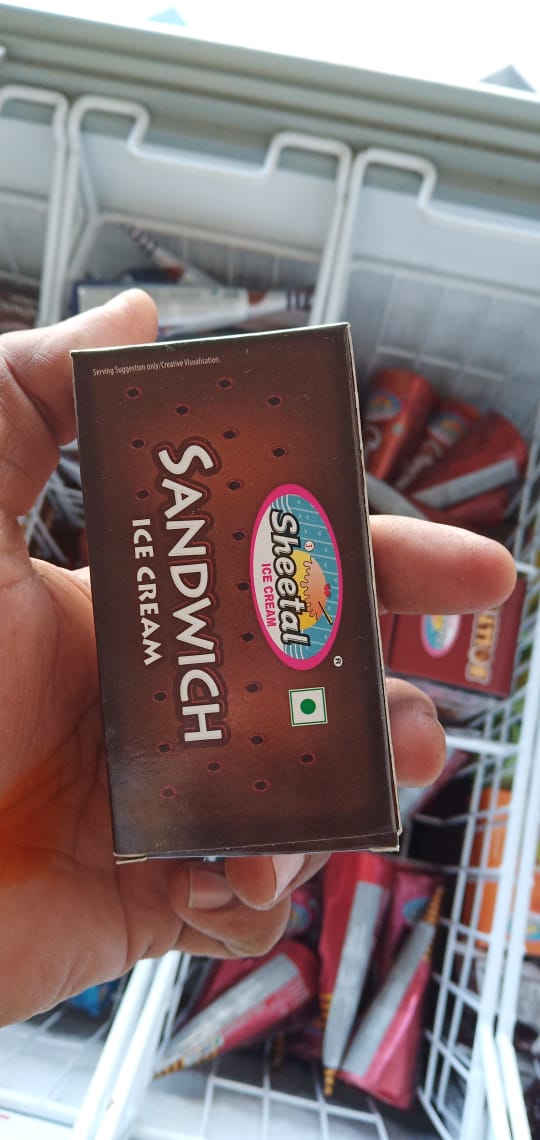 Serving Suggestion only/Creative Visualisation.
Sheetal
ICE CREAM
®
SANDWICH
ICE CREAM